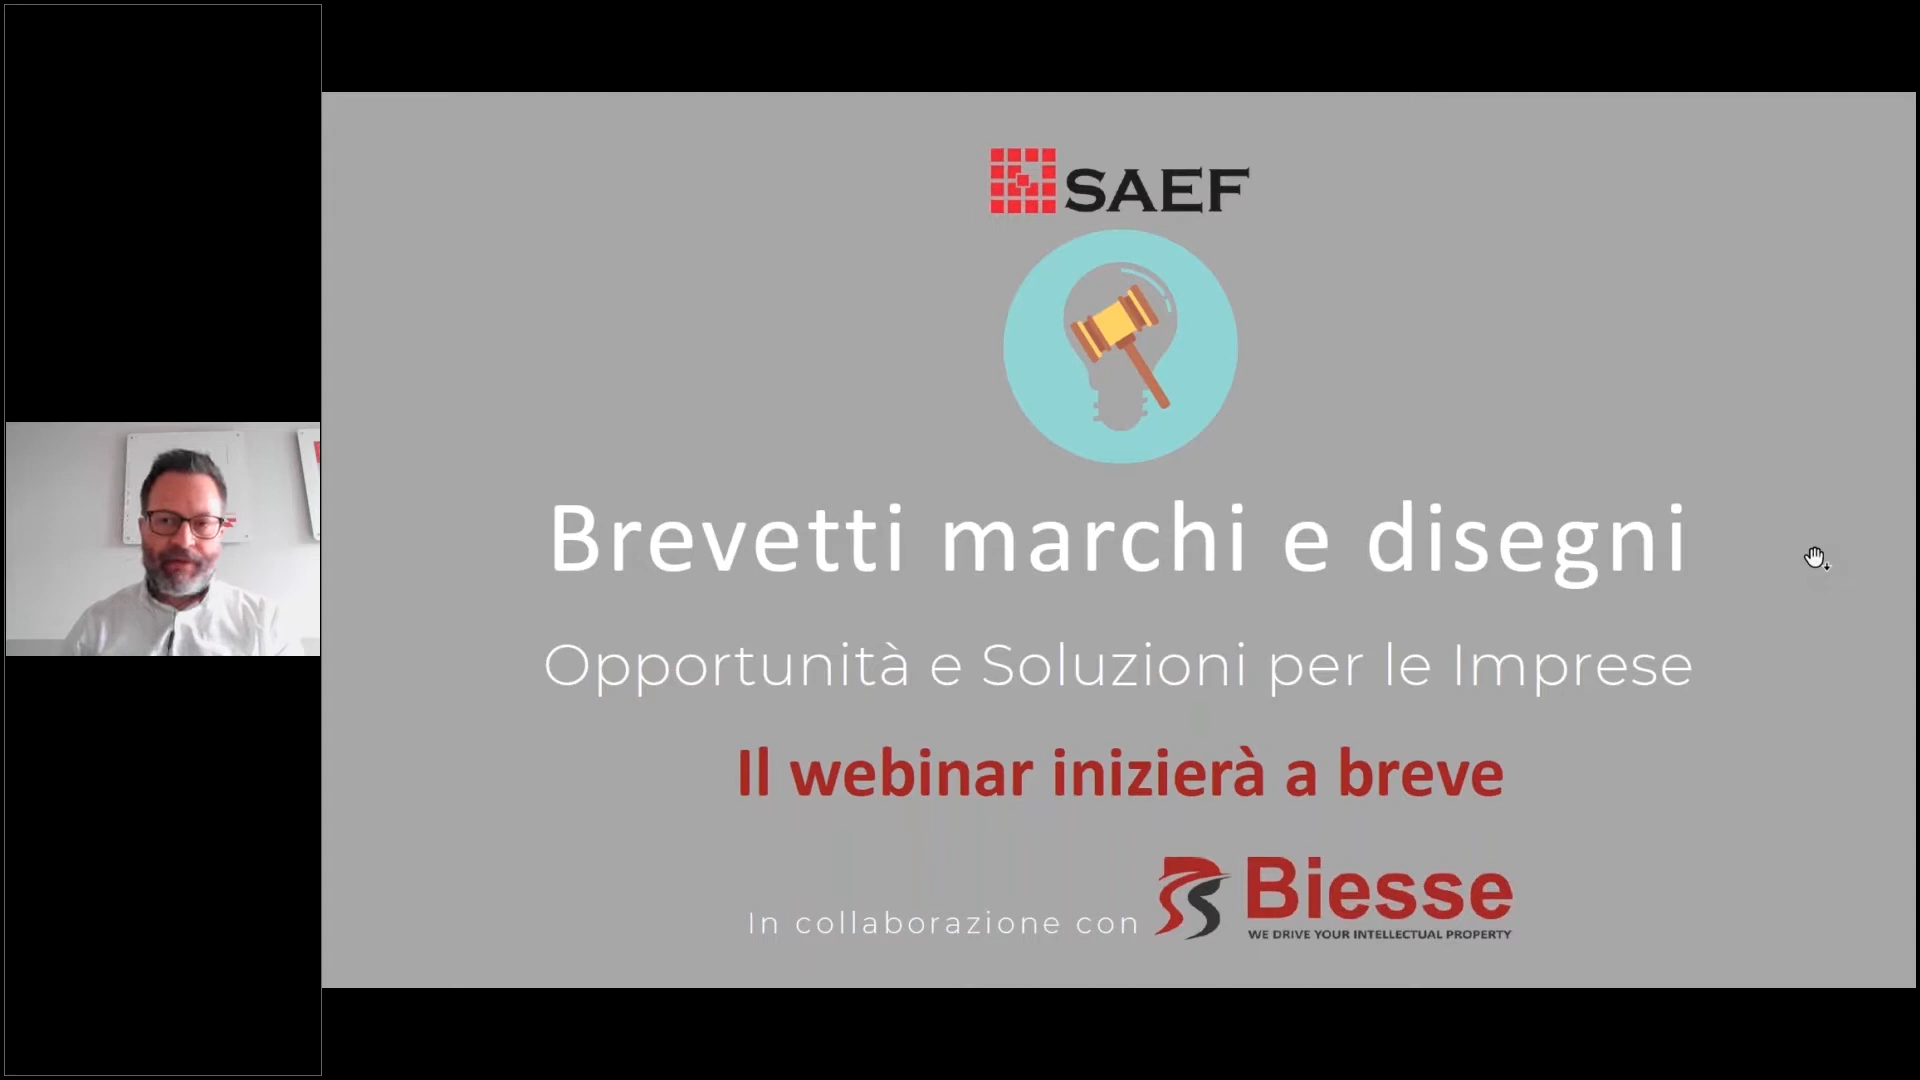 SAEF
Brevetti marchi e disegni
Opportunità e Soluzioni per le Imprese
Il webinar inizierà a breve
In collaborazione con
Biesse
WE DRIVE YOUR INTELLECTUAL PROPERTY